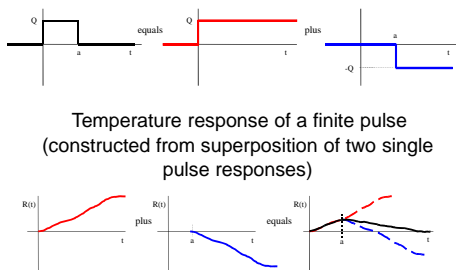 Q equals Q plus a
a t t t
-Q
Temperature response of a finite pulse
(constructed from superposition of two single
pulse responses)
R(t) R(t) R(t)
plus equals
t a t a t